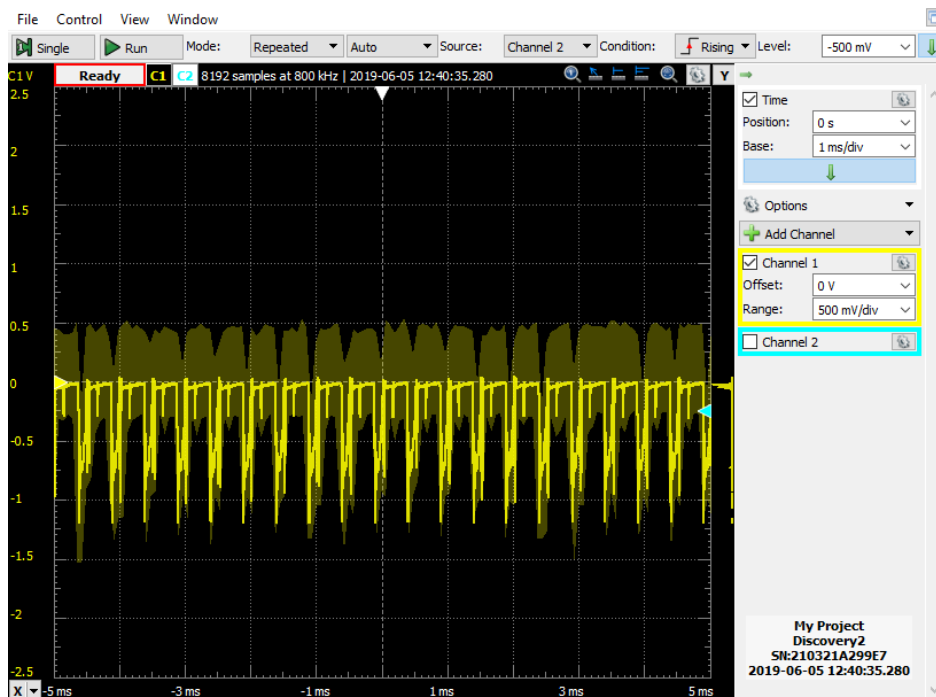 File Control View Window
Single Run Mode: Repeated Auto Source: Channel 2 Condition: Rising Level: -500 mV
C1 V Ready C1 C2 8192 samples at 800 kHz | 2019-06-05 12:40:35.280 Y
2.5
2
1.5
1
0.5
0
-0.5
-1
-1.5
-2
-2.5
X -5 ms -3 ms -1 ms 1 ms 3 ms 5 ms
Time
Position: 0 s
Base: 1 ms/div
Options
Add Channel
Channel 1
Offset: 0 V
Range: 500 mV/div
Channel 2
My Project
Discovery2
SN:210321A299E7
2019-06-05 12:40:35.280